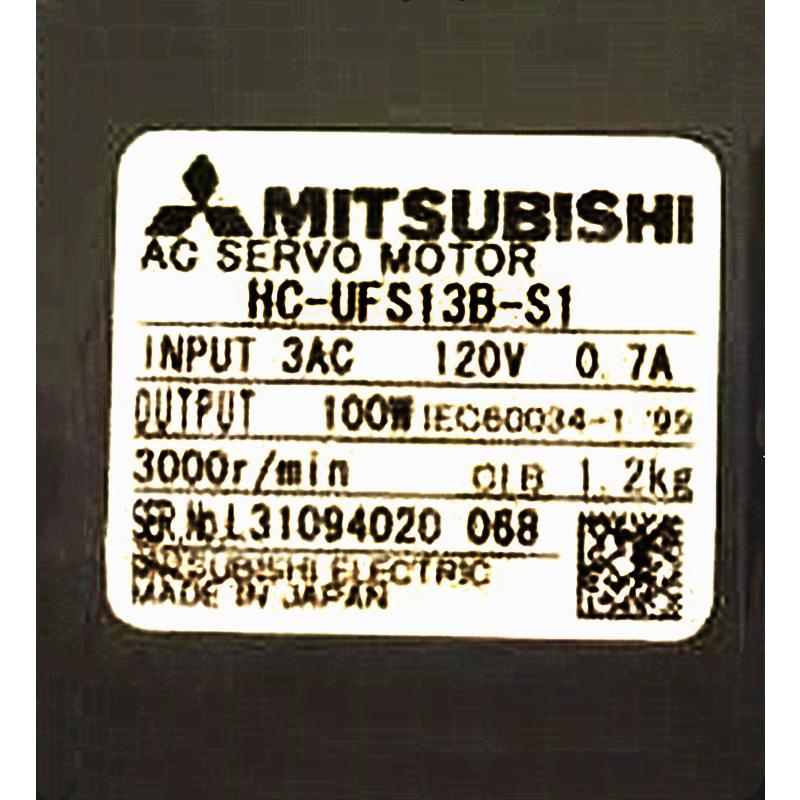 MITSUBISHI
AC SERVO MOTOR
HC-UFS13B-S1
INPUT 3AC 120V 0.7A
OUTPUT 100W IEC60034-1 '99
3000r/min CI.B 1.2kg
SER.No.L31094020 068
MITSUBISHI ELECTRIC
MADE IN JAPAN